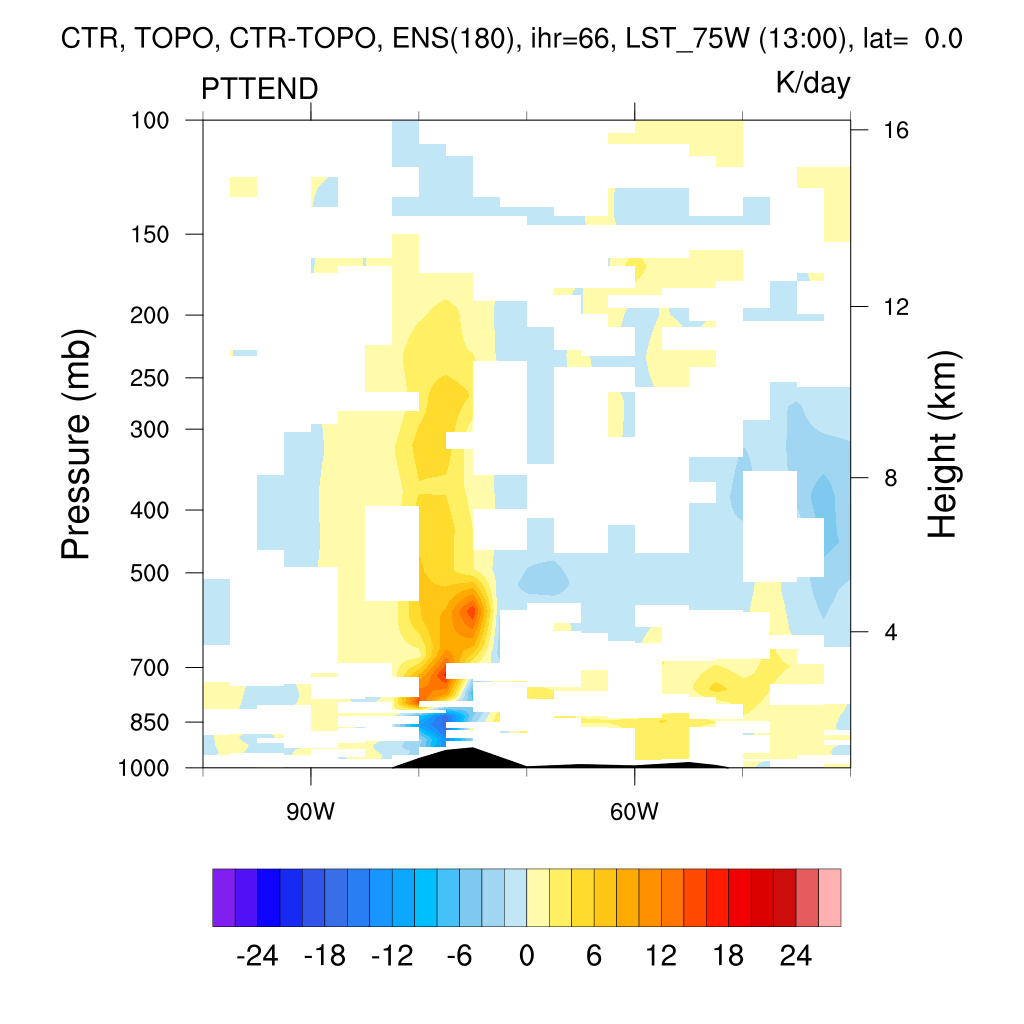 CTR, TOPO, CTR-TOPO, ENS(180), ihr=66, LST_75W (13:00), lat=  0.0
PTTEND K/day
100
150
200
250
300
400
500
700
850
1000
Pressure (mb)
16
12
8
4
Height (km)
90W 60W
-24 -18 -12 -6 0 6 12 18 24